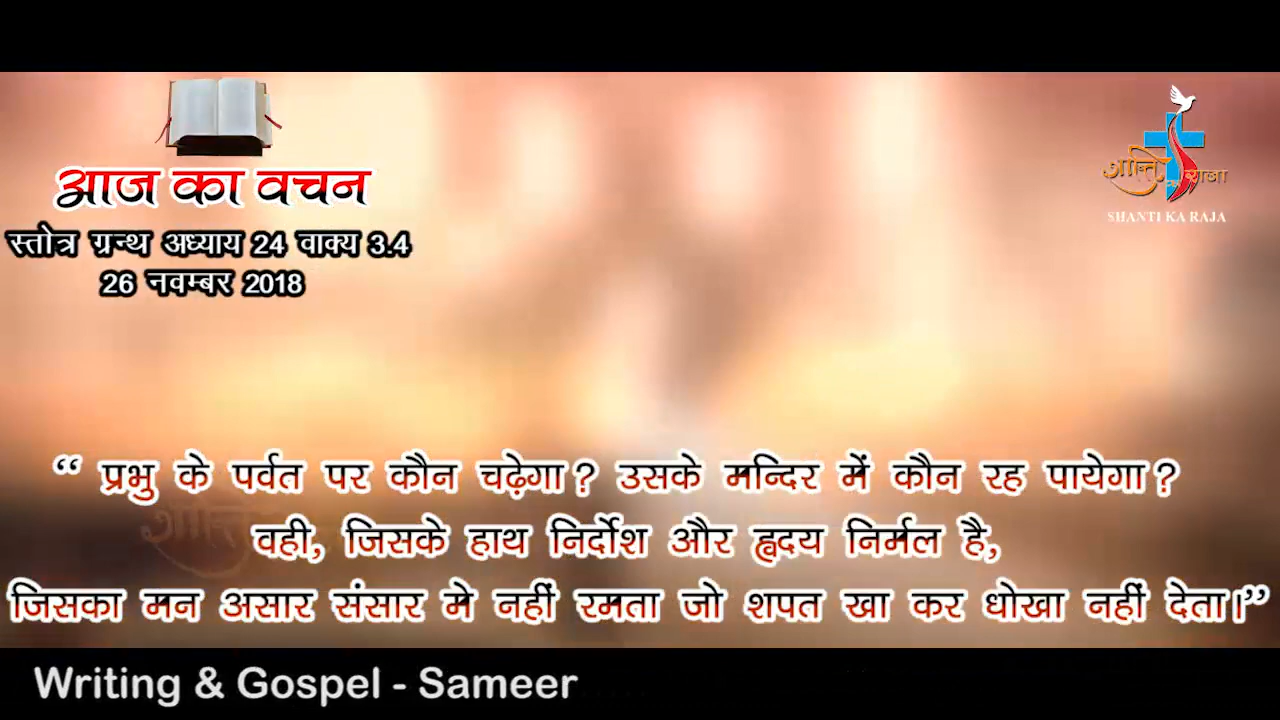 आज का वचन
स्तोत्र ग्रन्थ अध्याय 24 वाक्य 3.4
26 नवम्बर 2018
शान्ति का राजा
SHANTI KA RAJA
“ प्रभु के पर्वत पर कौन चढ़ेगा? उसके मन्दिर में कौन रह पायेगा?
वही, जिसके हाथ निर्दोश और ह्रदय निर्मल है,
जिसका मन असार संसार मे नहीं रमता जो शपत खा कर धोखा नहीं देता।”
शान्ति
Writing & Gospel - Sameer